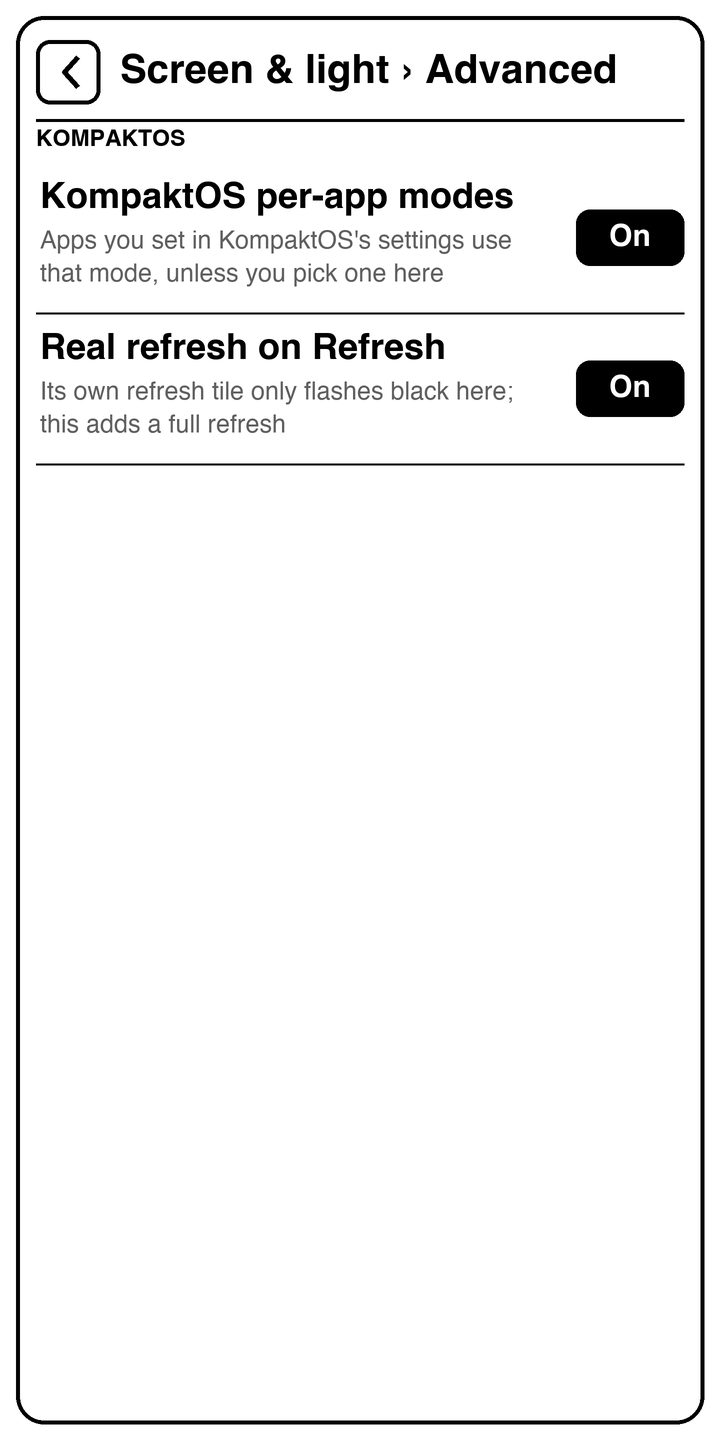 Screen & light › Advanced
KOMPAKTOS
KompaktOS per-app modes
Apps you set in KompaktOS's settings use
that mode, unless you pick one here
On
Real refresh on Refresh
Its own refresh tile only flashes black here;
this adds a full refresh
On